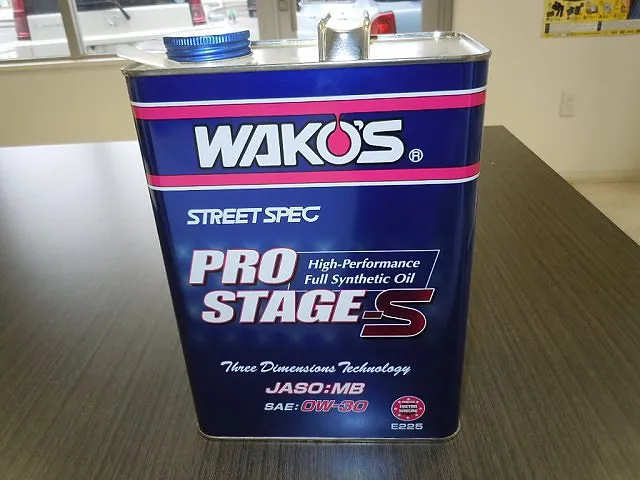 WAKO'S®
STREET SPEC
PRO
STAGE-S
High-Performance
Full Synthetic Oil
Three Dimensions Technology
JASO:MB
SAE: 0W-30
E225